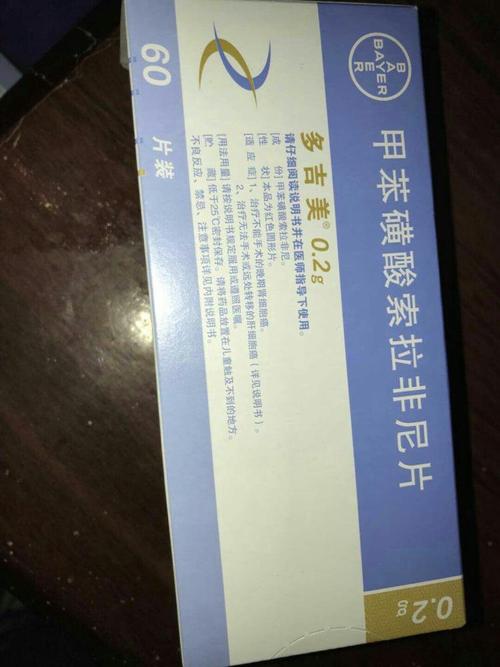 BAYER
BAYER
甲苯磺酸索拉非尼片
0.2g
多吉美® 0.2g
请仔细阅读说明书并在医师指导下使用。
[成 份]甲苯磺酸索拉非尼。
[性 状]本品为红色圆形片。
[适应症]1、治疗不能手术的晚期肾细胞癌。
2、治疗无法手术或远处转移的肝细胞癌（详见说明书）。
[用法用量]请按说明书规定服用或遵照医嘱。
[贮 藏]低于25℃密封保存。请将药品放置在儿童触及不到的地方。
不良反应、禁忌、注意事项详见内附说明书。
60 片装